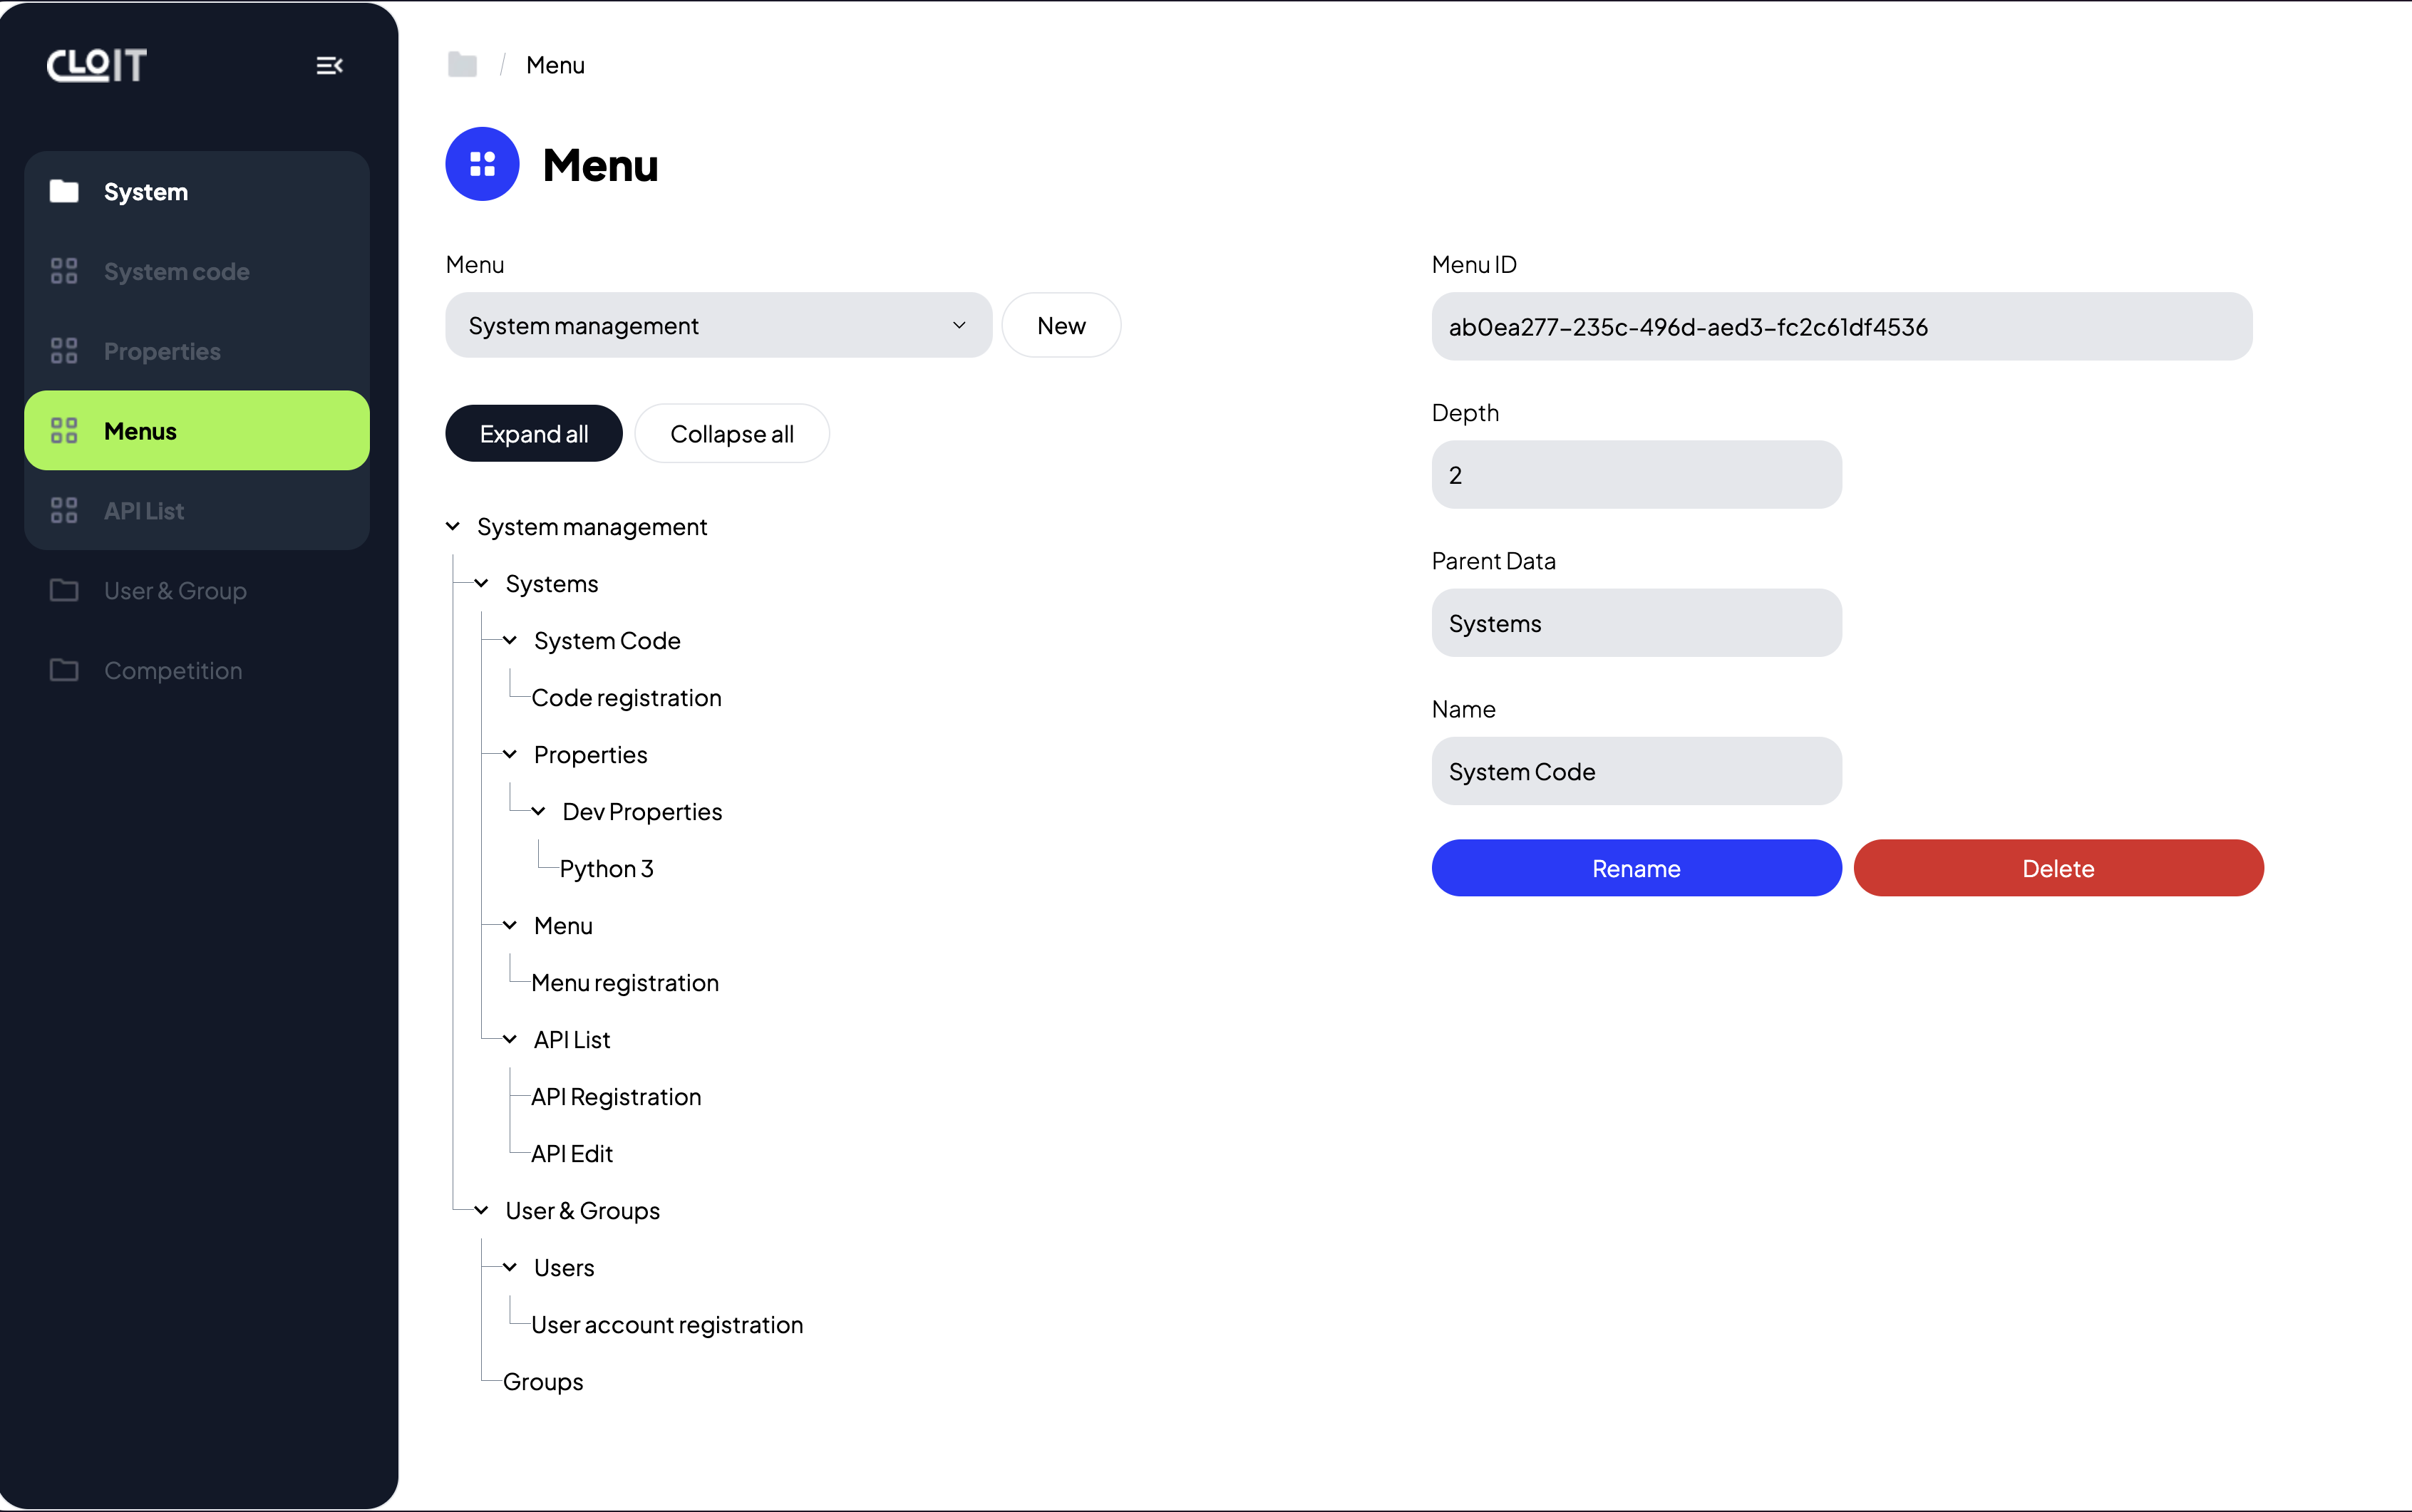 CLOIT
System
System code
Properties
Menus
API List
User & Group
Competition
/ Menu
Menu
Menu
System management
New
Expand all
Collapse all
System management
Systems
System Code
Code registration
Properties
Dev Properties
Python 3
Menu
Menu registration
API List
API Registration
API Edit
User & Groups
Users
User account registration
Groups
Menu ID
ab0ea277-235c-496d-aed3-fc2c61df4536
Depth
2
Parent Data
Systems
Name
System Code
Rename
Delete